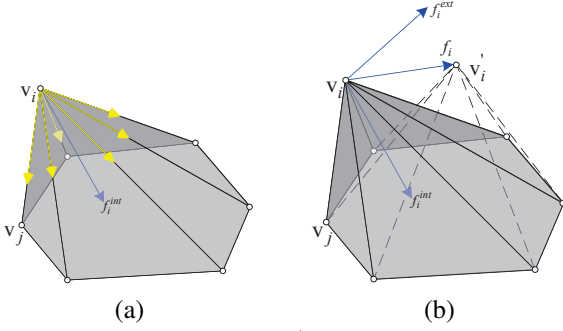 v_i
f_i^{int}
v_j
(a)
f_i^{ext}
f_i
v_i'
v_i
f_i^{int}
v_j
(b)